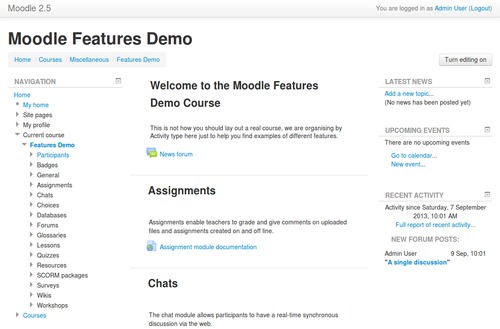 Moodle 2.5
You are logged in as Admin User (Logout)
Moodle Features Demo
Home / Courses / Miscellaneous / Features Demo
Turn editing on
NAVIGATION
Home
My home
Site pages
My profile
Current course
Features Demo
Participants
Badges
General
Assignments
Chats
Choices
Databases
Forums
Glossaries
Lessons
Quizzes
Resources
SCORM packages
Surveys
Wikis
Workshops
Courses
Welcome to the Moodle Features
Demo Course
This is not how you should lay out a real course, we are organising by
Activity type here just to help you find examples of different features.
News forum
Assignments
Assignments enable teachers to grade and give comments on uploaded
files and assignments created on and off line.
Assignment module documentation
Chats
The chat module allows participants to have a real-time synchronous
discussion via the web.
LATEST NEWS
Add a new topic...
(No news has been posted yet)
UPCOMING EVENTS
There are no upcoming events
Go to calendar...
New event...
RECENT ACTIVITY
Activity since Saturday, 7 September
2013, 10:01 AM
Full report of recent activity...
NEW FORUM POSTS:
Admin User 9 Sep, 10:01
"A single discussion"